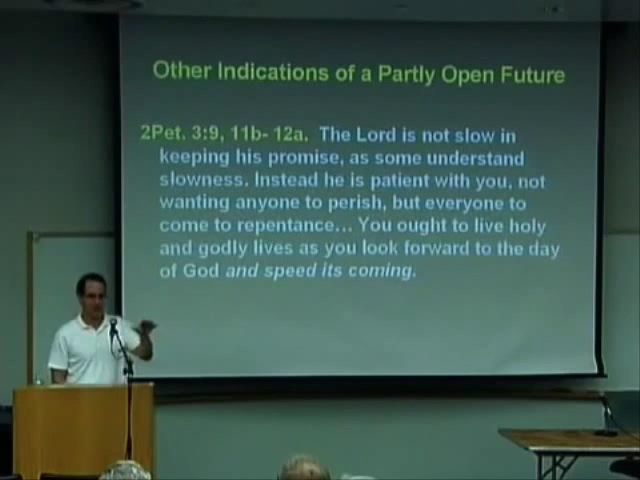 Other Indications of a Partly Open Future
2Pet. 3:9, 11b- 12a. The Lord is not slow in
keeping his promise, as some understand
slowness. Instead he is patient with you, not
wanting anyone to perish, but everyone to
come to repentance... You ought to live holy
and godly lives as you look forward to the day
of God and speed its coming.